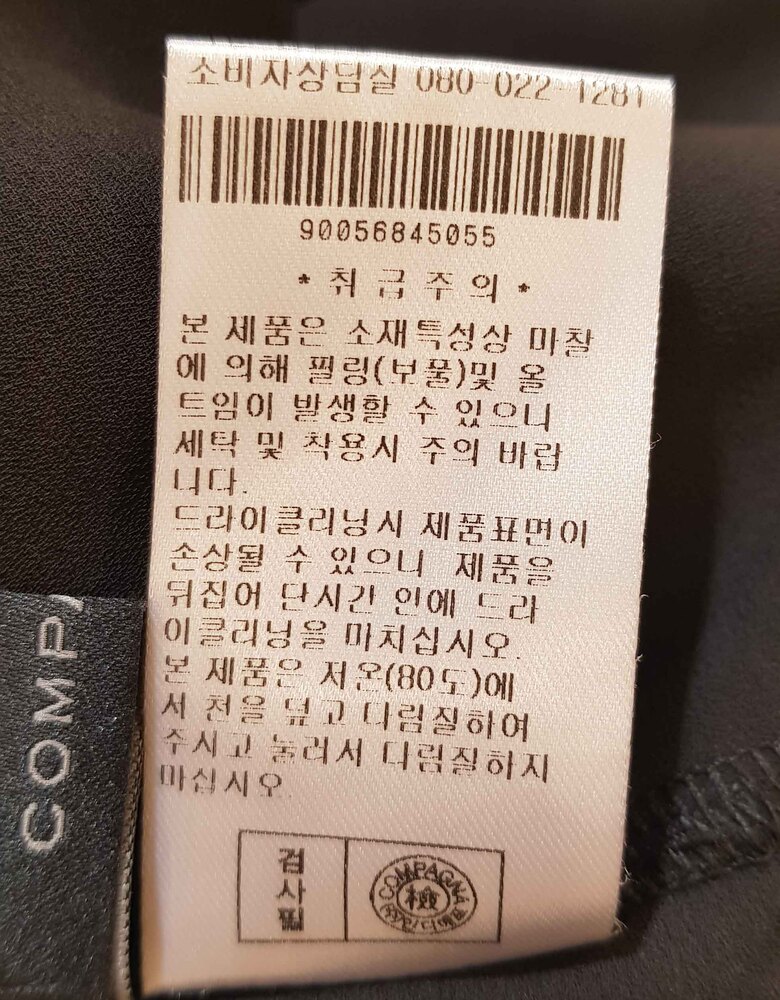 소비자상담실 080-022-1281
90056845055
* 취 급 주 의 *
본 제품은 소재특성상 마찰
에 의해 필링(보풀)및 올
트임이 발생할 수 있으니
세탁 및 착용시 주의 바랍
니다.
드라이클리닝시 제품표면이
손상될 수 있으니 제품을
뒤집어 단시간 인에 드라
이클리닝을 마치십시오.
본 제품은 저온(80도)에
서 천을 덮고 다림질하여
주시고 눌러서 다림질하지
마십시오.
검사필
COMPAGNA
檢
COMPA